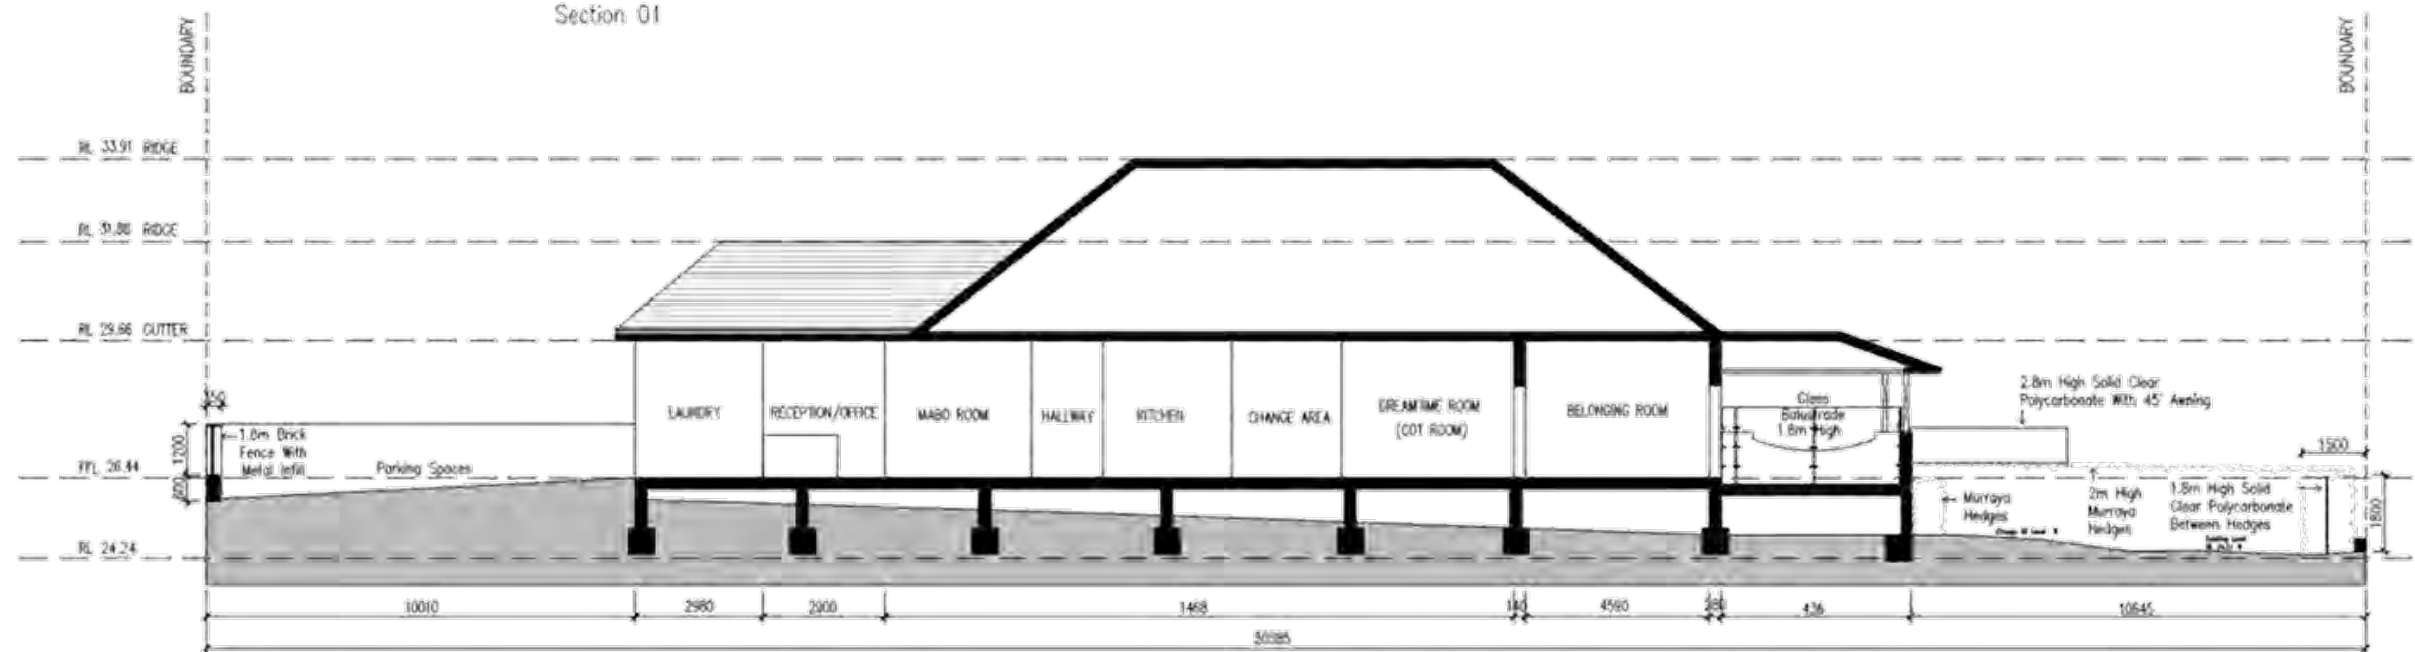 Section 01
BOUNDARY
BOUNDARY
RL 33.91 RIDGE
RL 31.88 RIDGE
RL 29.66 GUTTER
2.8m High Solid Clear
Polycarbonate With 45° Awning
LAUNDRY
RECEPTION/OFFICE
MABO ROOM
HALLWAY
KITCHEN
CHANGE AREA
DREAMTIME ROOM
(COT ROOM)
BELONGING ROOM
Glass
Balustrade
1.8m High
1.8m Brick
Fence With
Metal Infill
1200
1500
FFL 26.44
Parking Spaces
600
Murraya
Hedges
2m High
Murraya
Hedges
1.8m High Solid
Clear Polycarbonate
Between Hedges
1800
RL 24.24
10010
2980
2900
1468
4590
436
10645